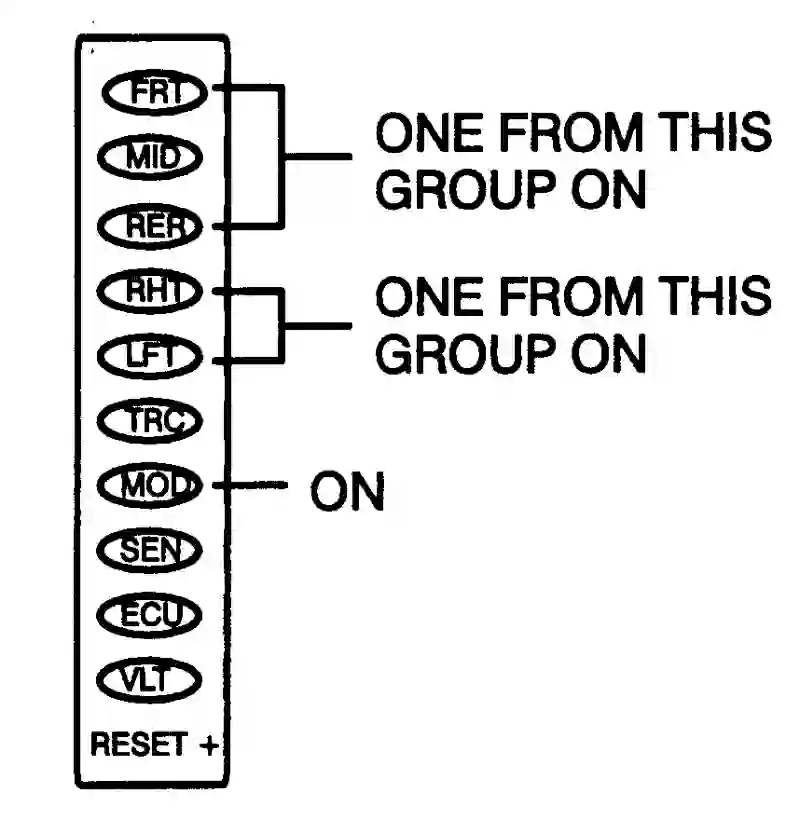 FRT
MID
RER
RHT
LFT
TRC
MOD
SEN
ECU
VLT
RESET +
ONE FROM THIS
GROUP ON
ONE FROM THIS
GROUP ON
ON